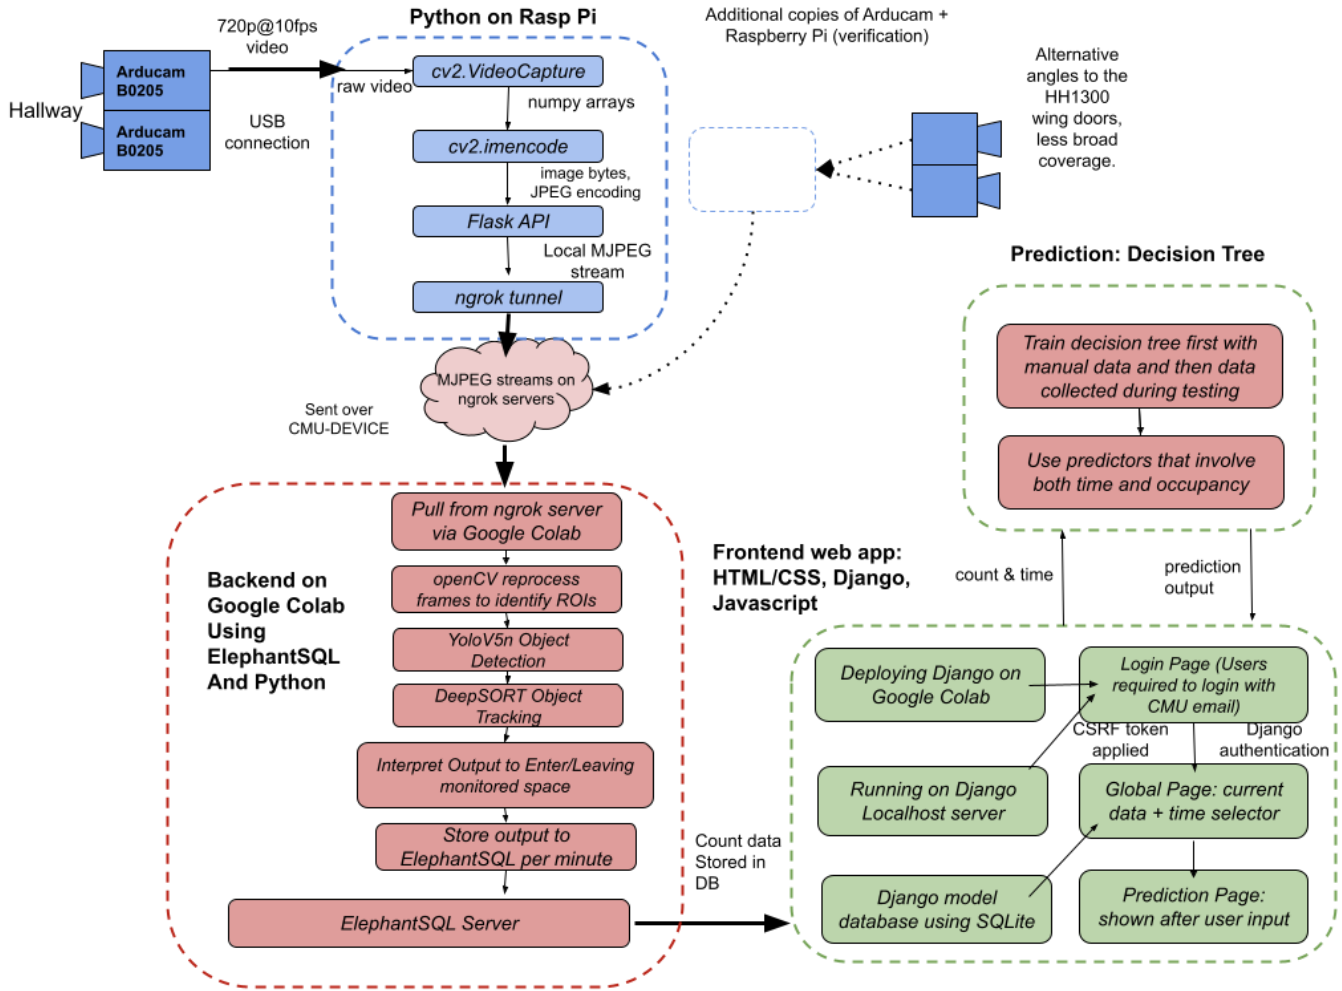 Python on Rasp Pi
720p@10fps
video
Hallway
Arducam
B0205
Arducam
B0205
USB
connection
raw video
cv2.VideoCapture
numpy arrays
cv2.imencode
image bytes,
JPEG encoding
Flask API
Local MJPEG
stream
ngrok tunnel
Additional copies of Arducam +
Raspberry Pi (verification)
Alternative
angles to the
HH1300
wing doors,
less broad
coverage.
MJPEG streams on
ngrok servers
Sent over
CMU-DEVICE
Prediction: Decision Tree
Train decision tree first with
manual data and then data
collected during testing
Use predictors that involve
both time and occupancy
count & time
prediction
output
Backend on
Google Colab
Using
ElephantSQL
And Python
Pull from ngrok server
via Google Colab
openCV reprocess
frames to identify ROIs
YoloV5n Object
Detection
DeepSORT Object
Tracking
Interpret Output to Enter/Leaving
monitored space
Store output to
ElephantSQL per minute
ElephantSQL Server
Count data
Stored in
DB
Frontend web app:
HTML/CSS, Django,
Javascript
Deploying Django on
Google Colab
Login Page (Users
required to login with
CMU email)
CSRF token
applied
Django
authentication
Running on Django
Localhost server
Global Page: current
data + time selector
Django model
database using SQLite
Prediction Page:
shown after user input